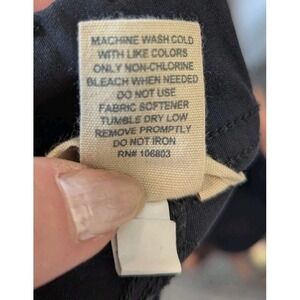 MACHINE WASH COLD
WITH LIKE COLORS
ONLY NON-CHLORINE
BLEACH WHEN NEEDED
DO NOT USE
FABRIC SOFTENER
TUMBLE DRY LOW
REMOVE PROMPTLY
DO NOT IRON
RN# 106803